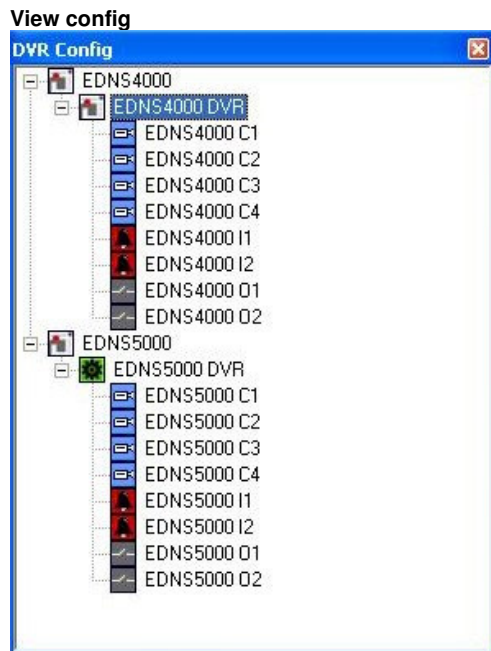 View config
DVR Config
EDNS4000
EDNS4000 DVR
EDNS4000 C1
EDNS4000 C2
EDNS4000 C3
EDNS4000 C4
EDNS4000 I1
EDNS4000 I2
EDNS4000 O1
EDNS4000 O2
EDNS5000
EDNS5000 DVR
EDNS5000 C1
EDNS5000 C2
EDNS5000 C3
EDNS5000 C4
EDNS5000 I1
EDNS5000 I2
EDNS5000 O1
EDNS5000 O2